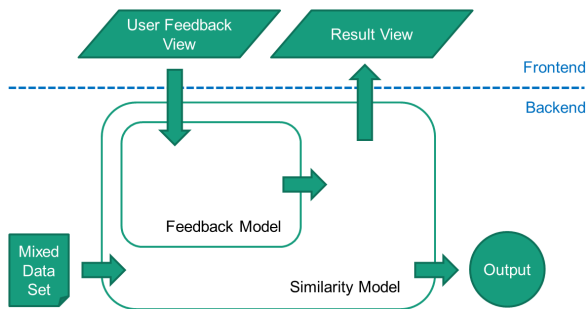 User Feedback
View
Result View
Frontend
Backend
Feedback Model
Mixed
Data
Set
Similarity Model
Output